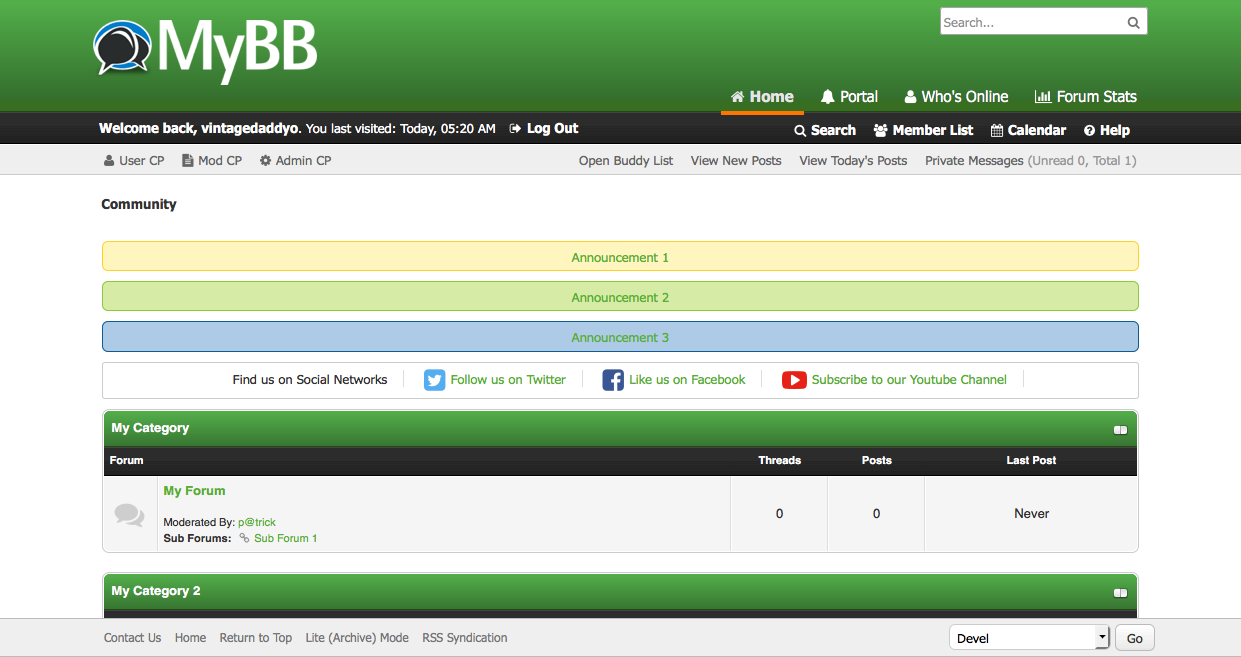 MyBB
Search...
Home Portal Who's Online Forum Stats
Welcome back, vintagedaddyo. You last visited: Today, 05:20 AM Log Out
Search Member List Calendar Help
User CP Mod CP Admin CP
Open Buddy List View New Posts View Today's Posts Private Messages (Unread 0, Total 1)
Community
Announcement 1
Announcement 2
Announcement 3
Find us on Social Networks Follow us on Twitter Like us on Facebook Subscribe to our Youtube Channel
My Category
Forum Threads Posts Last Post
My Forum
0 0 Never
Moderated By: p@trick
Sub Forums: Sub Forum 1
My Category 2
Contact Us Home Return to Top Lite (Archive) Mode RSS Syndication
Devel Go